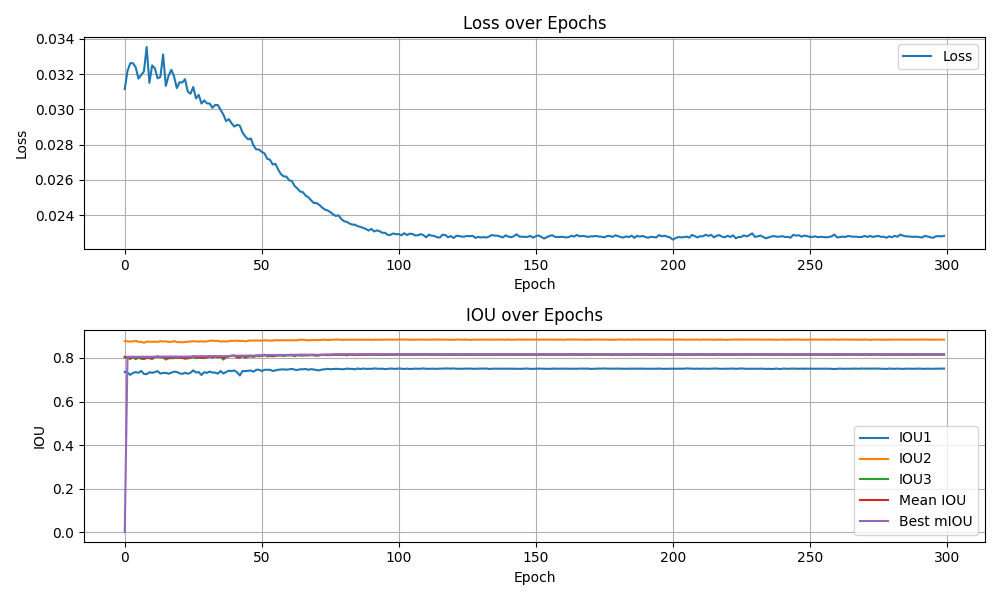 Loss over Epochs
0.034
0.032
0.030
0.028
0.026
0.024
Loss
Loss
0
50
100
150
200
250
300
Epoch
IOU over Epochs
0.8
0.6
0.4
0.2
0.0
IOU
IOU1
IOU2
IOU3
Mean IOU
Best mIOU
0
50
100
150
200
250
300
Epoch